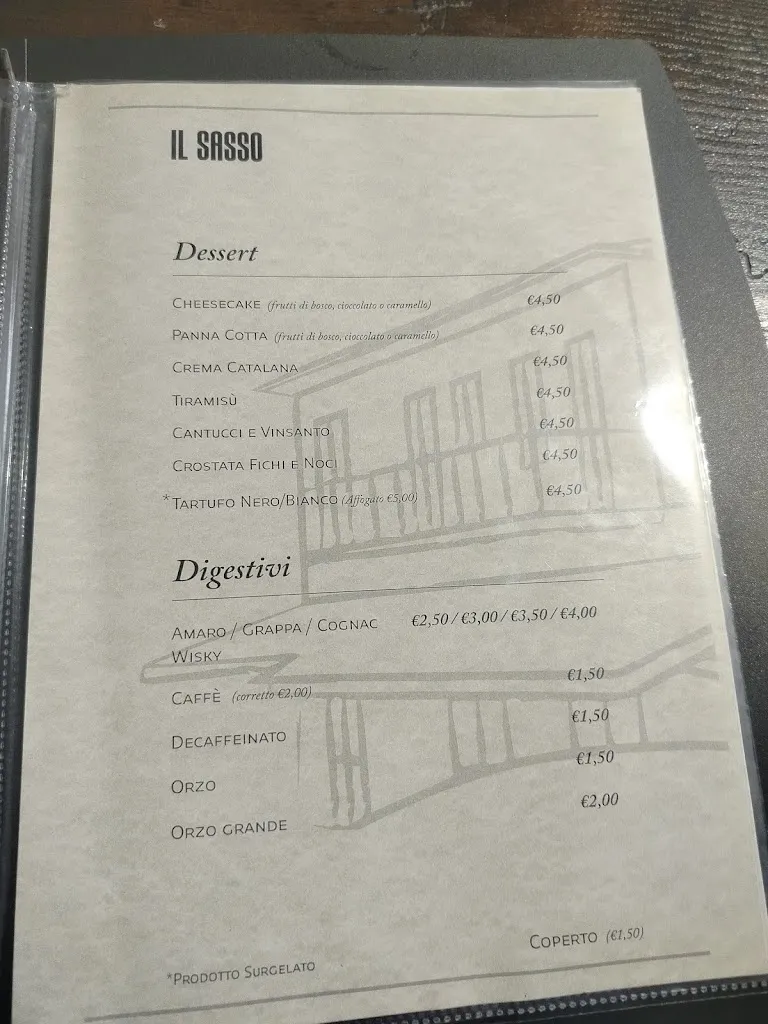 IL SASSO
Dessert
CHEESECAKE (frutti di bosco, cioccolato o caramello) €4,50
PANNA COTTA (frutti di bosco, cioccolato o caramello) €4,50
CREMA CATALANA €4,50
TIRAMISÙ €4,50
CANTUCCI E VINSANTO €4,50
CROSTATA FICHI E NOCI €4,50
*TARTUFO NERO/BIANCO (Affogato €5,00) €4,50
Digestivi
AMARO / GRAPPA / COGNAC €2,50 / €3,00 / €3,50 / €4,00
WISKY
CAFFÈ (corretto €2,00) €1,50
DECAFFEINATO €1,50
ORZO €1,50
ORZO GRANDE €2,00
COPERTO (€1,50)
*PRODOTTO SURGELATO